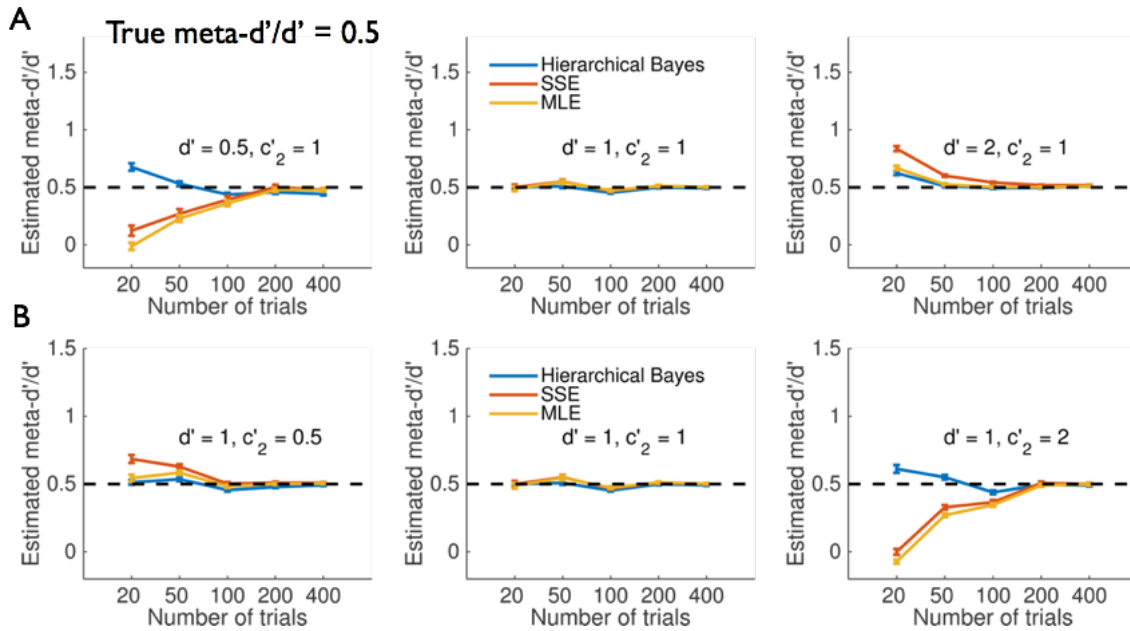 A
True meta-d'/d' = 0.5
Estimated meta-d'/d'
1.5
1
0.5
0
d' = 0.5, c'2 = 1
20 50 100 200 400
Number of trials
Estimated meta-d'/d'
1.5
1
0.5
0
Hierarchical Bayes
SSE
MLE
d' = 1, c'2 = 1
20 50 100 200 400
Number of trials
Estimated meta-d'/d'
1.5
1
0.5
0
d' = 2, c'2 = 1
20 50 100 200 400
Number of trials
B
Estimated meta-d'/d'
1.5
1
0.5
0
d' = 1, c'2 = 0.5
20 50 100 200 400
Number of trials
Estimated meta-d'/d'
1.5
1
0.5
0
Hierarchical Bayes
SSE
MLE
d' = 1, c'2 = 1
20 50 100 200 400
Number of trials
Estimated meta-d'/d'
1.5
1
0.5
0
d' = 1, c'2 = 2
20 50 100 200 400
Number of trials